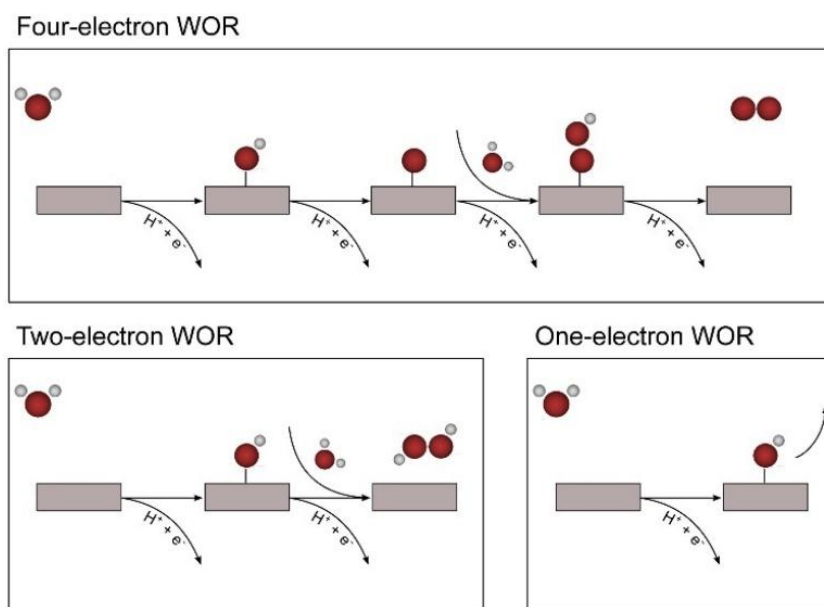 Four-electron WOR
H⁺ + e⁻
H⁺ + e⁻
H⁺ + e⁻
H⁺ + e⁻
Two-electron WOR
H⁺ + e⁻
H⁺ + e⁻
One-electron WOR
H⁺ + e⁻